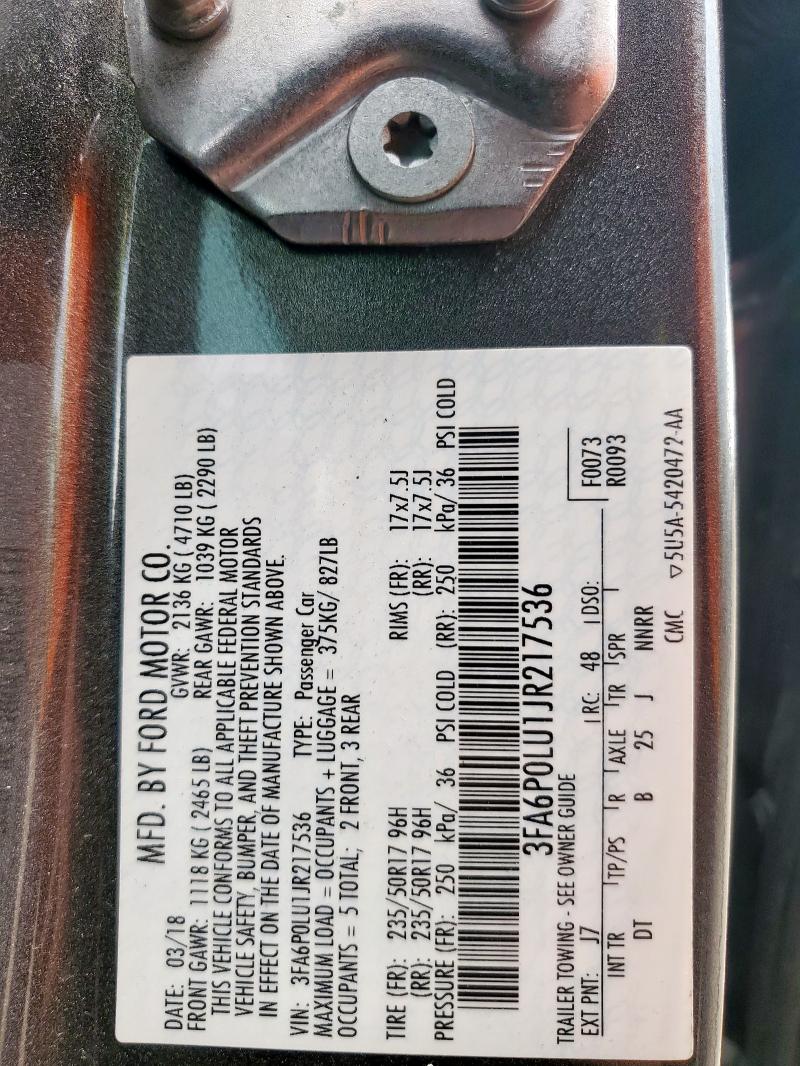 MFD. BY FORD MOTOR CO.
DATE: 03/18 GVWR: 2136 KG ( 4710 LB)
FRONT GAWR: 1118 KG ( 2465 LB) REAR GAWR: 1039 KG ( 2290 LB)
THIS VEHICLE CONFORMS TO ALL APPLICABLE FEDERAL MOTOR
VEHICLE SAFETY, BUMPER, AND THEFT PREVENTION STANDARDS
IN EFFECT ON THE DATE OF MANUFACTURE SHOWN ABOVE.
VIN: 3FA6P0LU1JR217536 TYPE: Passenger Car
MAXIMUM LOAD = OCCUPANTS + LUGGAGE = 375KG/ 827LB
OCCUPANTS = 5 TOTAL; 2 FRONT, 3 REAR
TIRE (FR): 235/50R17 96H RIMS (FR): 17x7.5J
(RR): 235/50R17 96H (RR): 17x7.5J
PRESSURE (FR): 250 kPa/ 36 PSI COLD (RR): 250 kPa/ 36 PSI COLD
3FA6P0LU1JR217536
TRAILER TOWING - SEE OWNER GUIDE
EXT PNT: J7 RC: 48 DSO: F0073
R0093
INT TR TP/PS R AXLE TR SPR
DT B 25 J NNRR
CMC ▽5U5A-5420472-AA